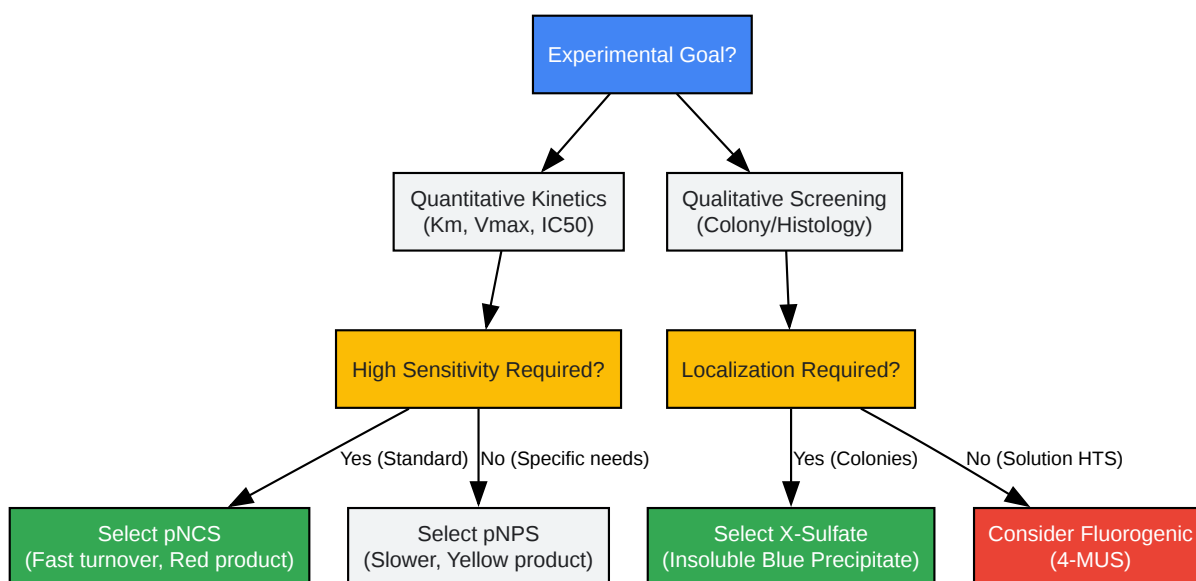 Experimental Goal?
Quantitative Kinetics
(Km, Vmax, IC50)
Qualitative Screening
(Colony/Histology)
High Sensitivity Required?
Localization Required?
Yes (Standard)
No (Specific needs)
Yes (Colonies)
No (Solution HTS)
Select pNCS
(Fast turnover, Red product)
Select pNPS
(Slower, Yellow product)
Select X-Sulfate
(Insoluble Blue Precipitate)
Consider Fluorogenic
(4-MUS)